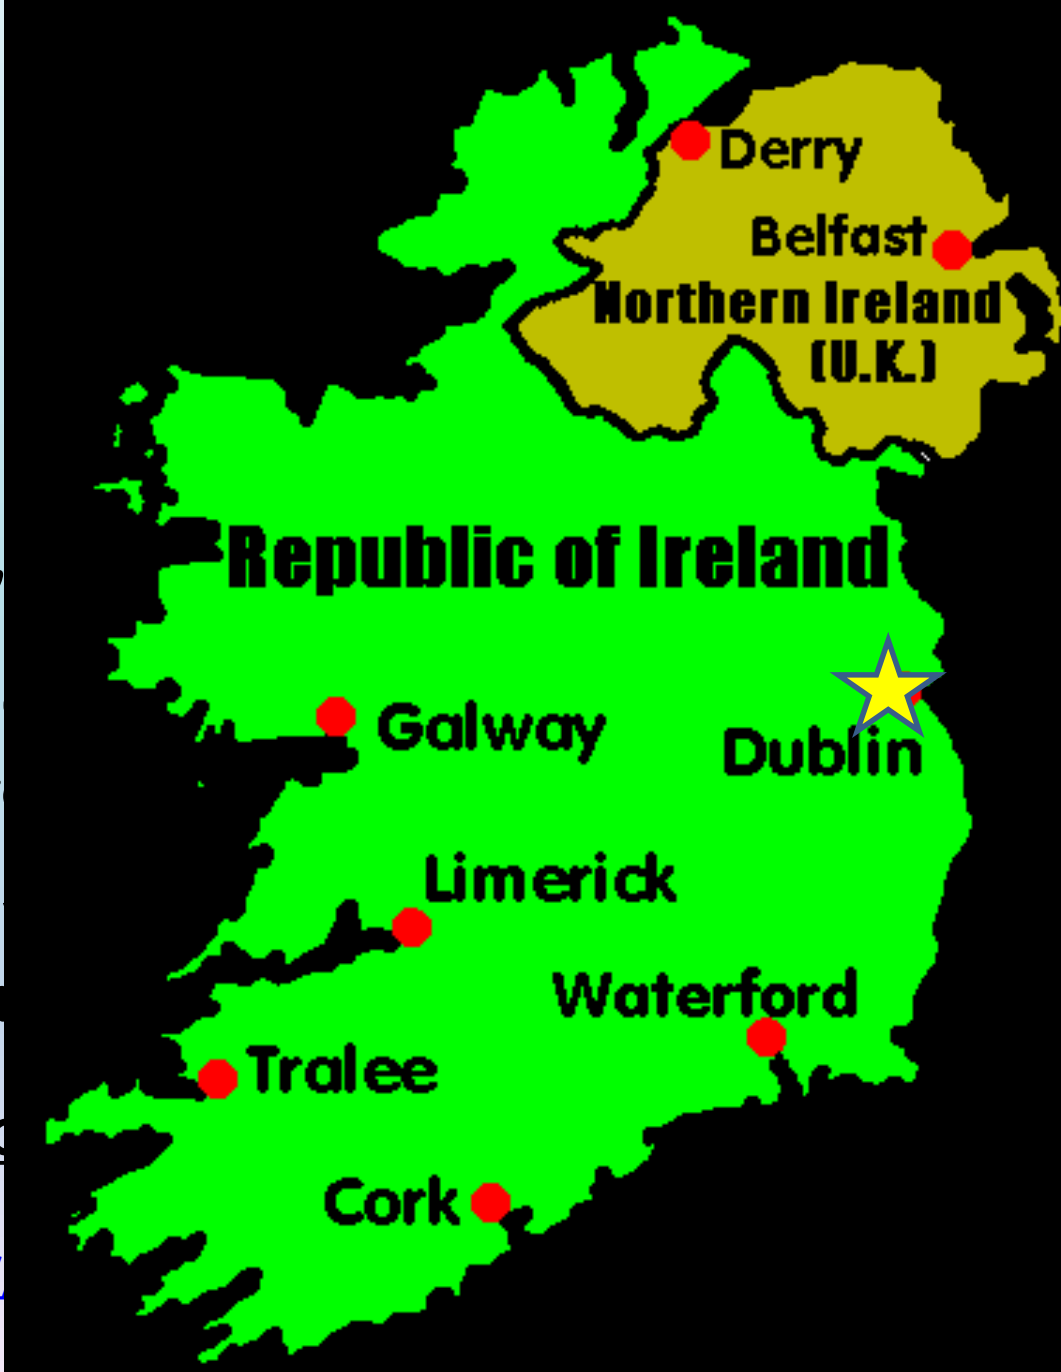 Derry
Belfast
Northern Ireland
(U.K.)
Republic of Ireland
Galway
Dublin
Limerick
Waterford
Tralee
Cork